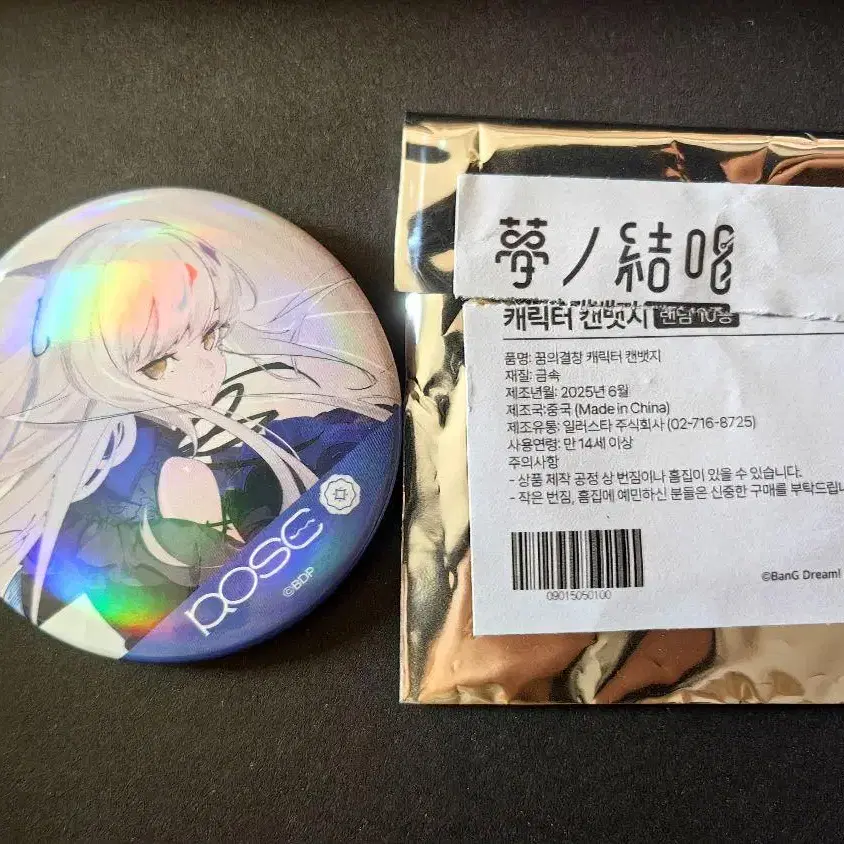 ROSE
©BDP
夢ノ結唱
캐릭터 캔뱃지 랜덤 10종
품명: 꿈의결창 캐릭터 캔뱃지
재질: 금속
제조년월: 2025년 6월
제조국:중국 (Made in China)
제조유통: 일러스타 주식회사 (02-716-8725)
사용연령: 만 14세 이상
주의사항
- 상품 제작 공정 상 번짐이나 흠집이 있을 수 있습니다.
- 작은 번짐, 흠집에 예민하신 분들은 신중한 구매를 부탁드립니
09015050100
©BanG Dream!